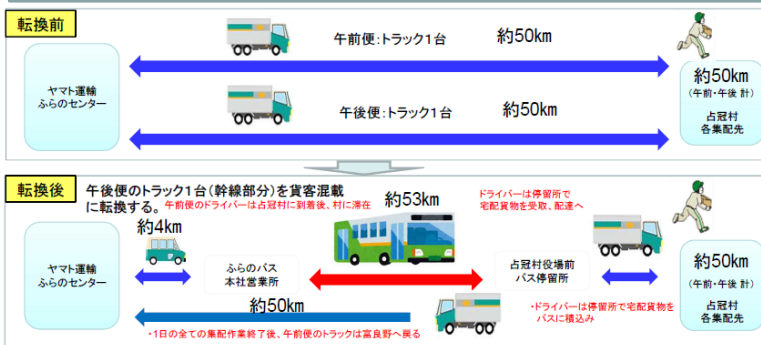 転換前
午前便:トラック1台 約50km
ヤマト運輸
ふらのセンター
午後便:トラック1台 約50km
約50km
(午前・午後 計)
占冠村
各集配先
転換後
午後便のトラック1台(幹線部分)を貨客混載
に転換する。
午前便のドライバーは占冠村に到着後、村に滞在
約4km
約53km
ドライバーは停留所で
宅配貨物を受取、配達へ
ヤマト運輸
ふらのセンター
ふらのバス
本社営業所
占冠村役場前
バス停留所
約50km
(午前・午後 計)
占冠村
各集配先
約50km
・ドライバーは停留所で宅配貨物を
バスに積込み
・1日の全ての集配作業終了後、午前便のトラックは富良野へ戻る